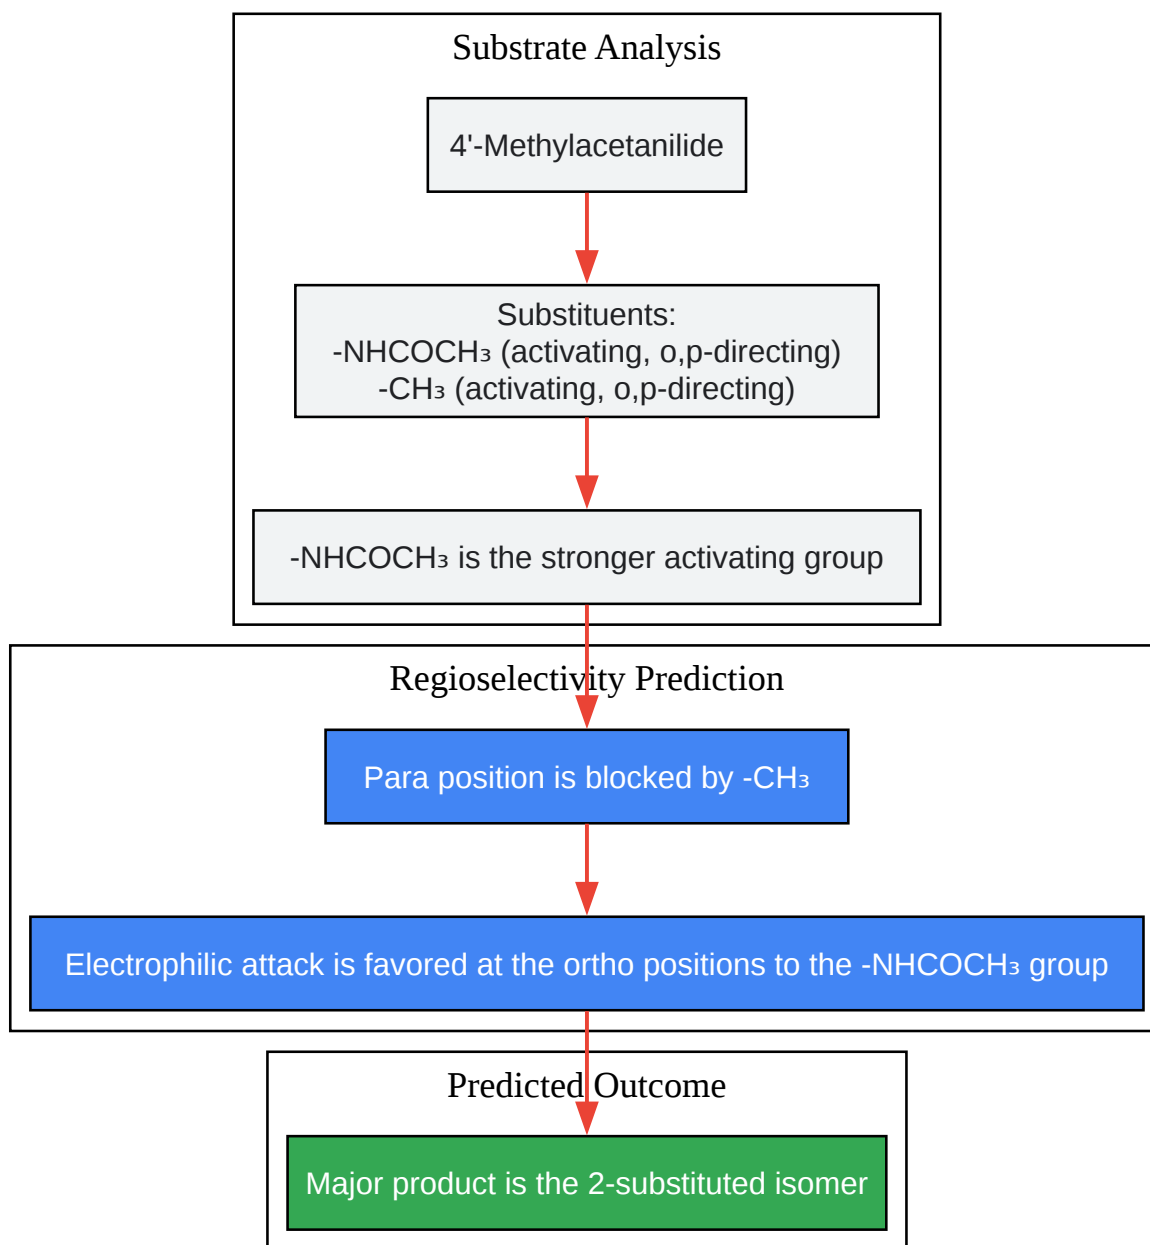 Substrate Analysis
4'-Methylacetanilide
Substituents:
-NHCOCH₃ (activating, o,p-directing)
-CH₃ (activating, o,p-directing)
-NHCOCH₃ is the stronger activating group
Regioselectivity Prediction
Para position is blocked by -CH₃
Electrophilic attack is favored at the ortho positions to the -NHCOCH₃ group
Predicted Outcome
Major product is the 2-substituted isomer